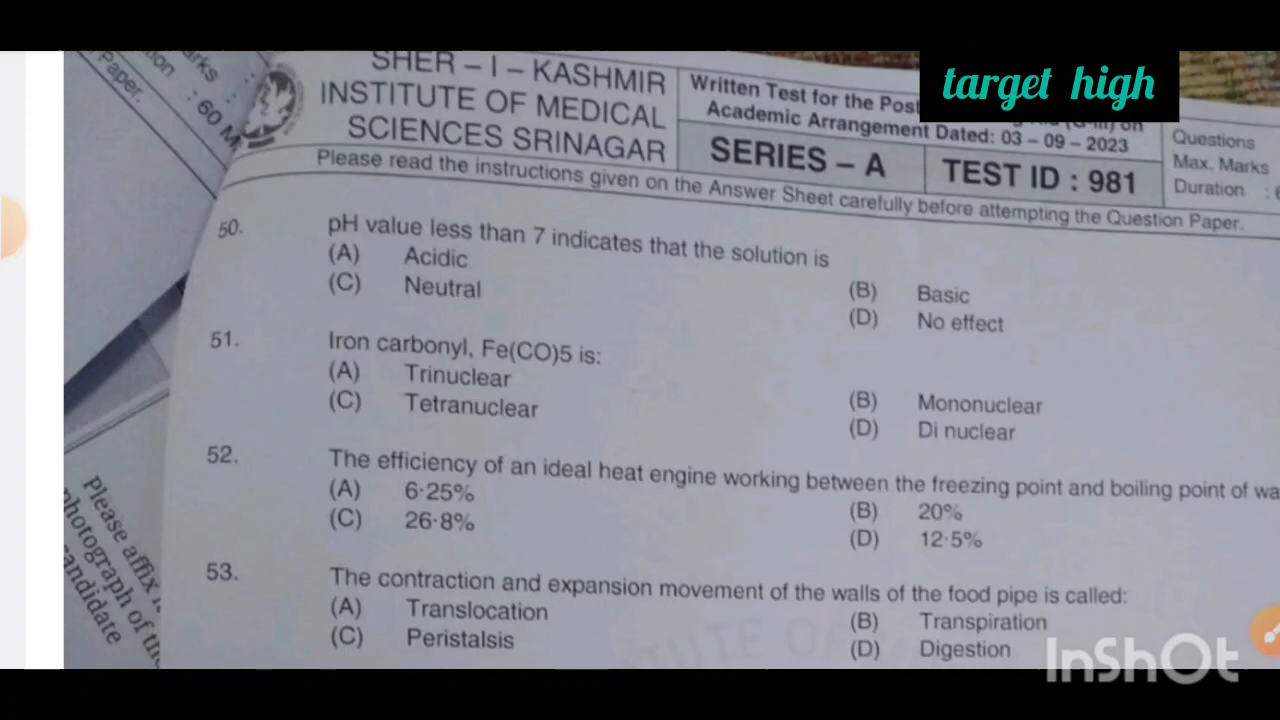 target high
SHER – I – KASHMIR
INSTITUTE OF MEDICAL
SCIENCES SRINAGAR
Written Test for the Post
Academic Arrangement Dated: 03 – 09 – 2023
SERIES – A
TEST ID : 981
Questions
Max. Marks
Duration :
Please read the instructions given on the Answer Sheet carefully before attempting the Question Paper.
50. pH value less than 7 indicates that the solution is
(A) Acidic
(B) Basic
(C) Neutral
(D) No effect
51. Iron carbonyl, Fe(CO)5 is:
(A) Trinuclear
(B) Mononuclear
(C) Tetranuclear
(D) Di nuclear
52. The efficiency of an ideal heat engine working between the freezing point and boiling point of wa
(A) 6·25%
(B) 20%
(C) 26·8%
(D) 12·5%
53. The contraction and expansion movement of the walls of the food pipe is called:
(A) Translocation
(B) Transpiration
(C) Peristalsis
(D) Digestion
Paper.
: 60 M
Please affix
photograph of the
candidate
InShOt